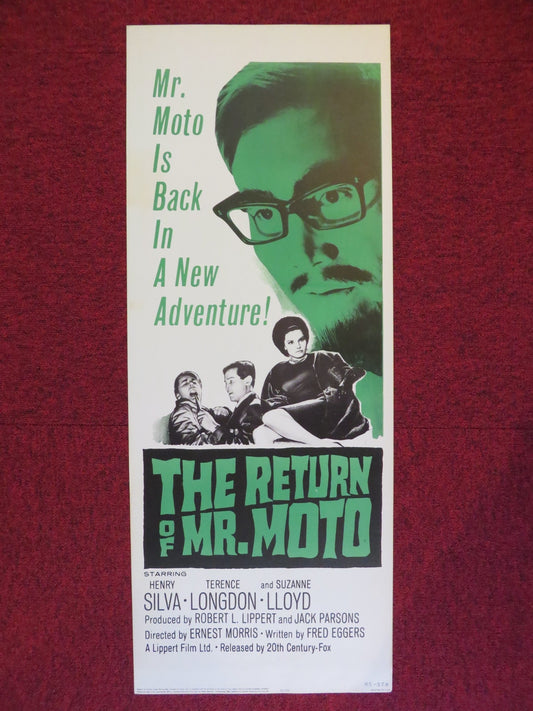 Mr.
Moto
Is
Back
In
A New
Adventure!
THE RETURN
OF MR. MOTO
STARRING
HENRY TERENCE and SUZANNE
SILVA · LONGDON · LLOYD
Produced by ROBERT L. LIPPERT and JACK PARSONS
Directed by ERNEST MORRIS · Written by FRED EGGERS
A Lippert Film Ltd. · Released by 20th Century-Fox